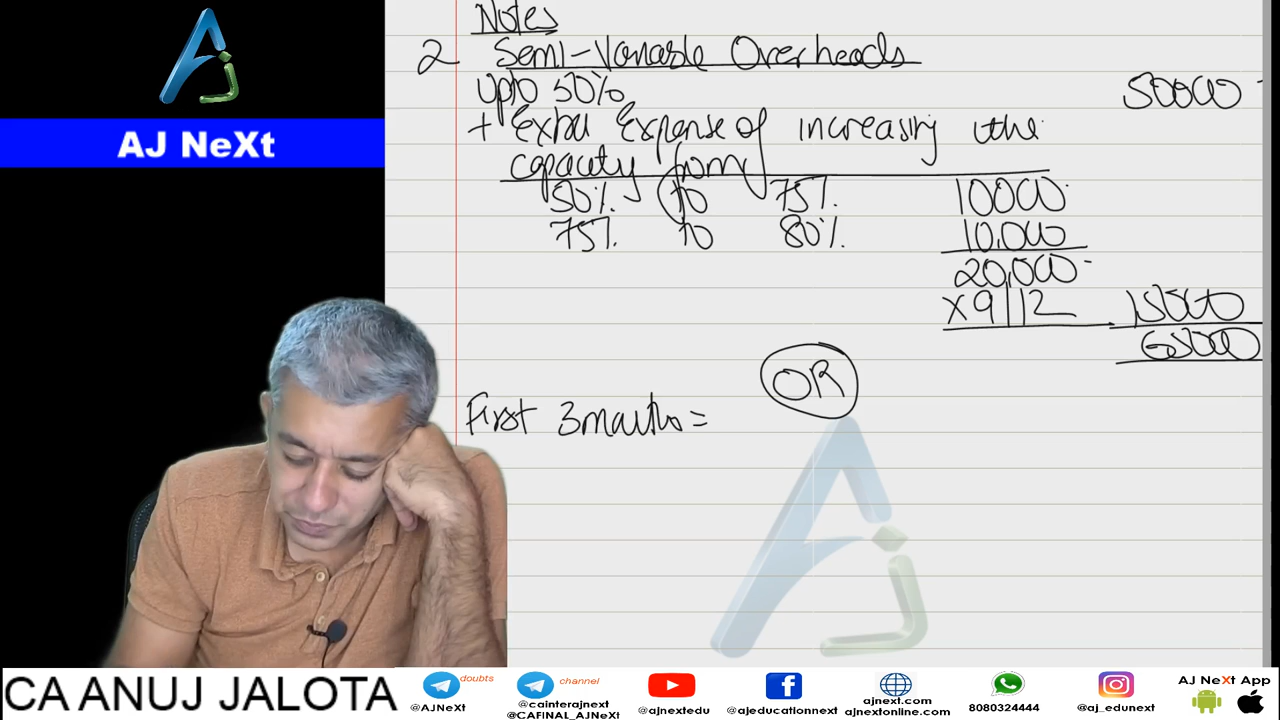 Notes
2 Semi-Variable Overheads
Upto 50% 50000
+ Extra Expense of increasing the
capacity from
50% to 75% 10000
75% to 80% 10,000
20,000
x 9/12 15000
65000
OR
First 3 months =
AJ NeXt
CA ANUJ JALOTA
doubts
@AJNeXt
channel
@cainterajnext
@CAFINAL_AJNeXt
@ajnextedu
@ajeducationnext
ajnext.com
ajnextonline.com
8080324444
@aj_edunext
AJ NeXt App